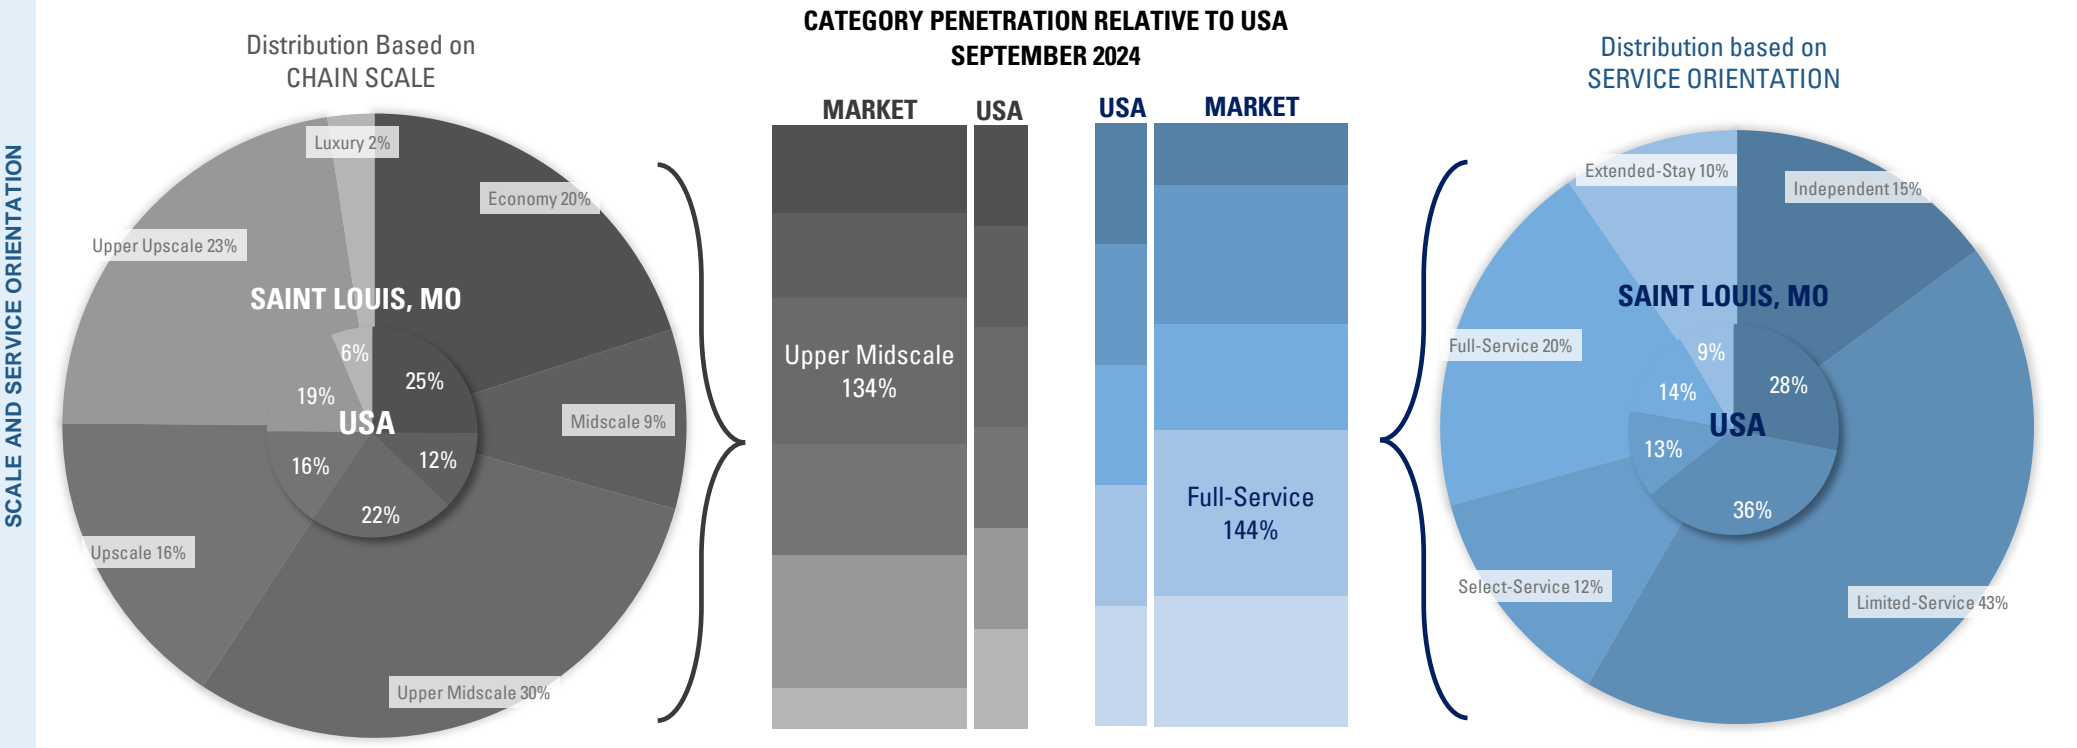 SCALE AND SERVICE ORIENTATION
Distribution Based on
CHAIN SCALE
Luxury 2%
Economy 20%
Upper Upscale 23%
SAINT LOUIS, MO
6%
25%
19%
USA
Midscale 9%
12%
16%
22%
Upscale 16%
Upper Midscale 30%
CATEGORY PENETRATION RELATIVE TO USA
SEPTEMBER 2024
MARKET
USA
USA
MARKET
Upper Midscale
134%
Full-Service
144%
Distribution based on
SERVICE ORIENTATION
Extended-Stay 10%
Independent 15%
SAINT LOUIS, MO
Full-Service 20%
9%
28%
14%
USA
13%
36%
Select-Service 12%
Limited-Service 43%